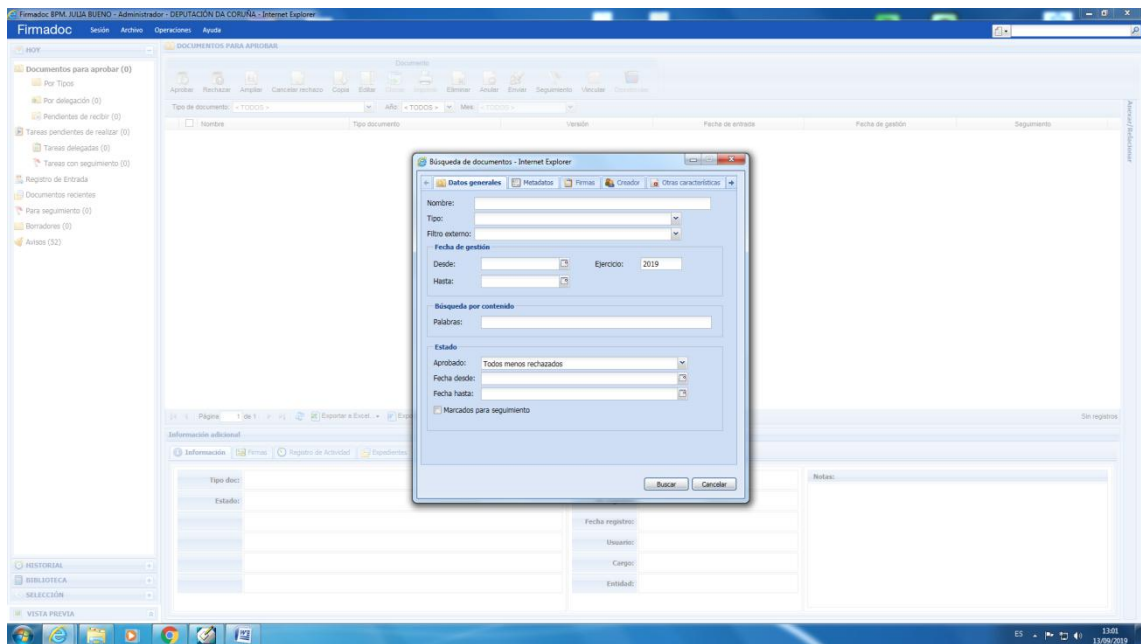 Firmadoc BPM. JULIA BUENO - Administrador - DEPUTACIÓN DA CORUÑA - Internet Explorer
Firmadoc Sesión Archivo Operaciones Ayuda
HOY
DOCUMENTOS PARA APROBAR
Documentos para aprobar (0)
Por Tipos
Por delegación (0)
Pendientes de recibir (0)
Tareas pendientes de realizar (0)
Tareas delegadas (0)
Tareas con seguimiento (0)
Registro de Entrada
Documentos recientes
Para seguimiento (0)
Borradores (0)
Avisos (52)
Documento
Aprobar Rechazar Ampliar Cancelar rechazo Copia Editar Imprimir Eliminar Anular Enviar Seguimiento Vincular
Tipo de documento: < TODOS > Año: < TODOS > Mes: < TODOS >
Nombre Tipo documento Versión Fecha de entrada Fecha de gestión Seguimiento
Anexar/Relacionar
Búsqueda de documentos - Internet Explorer
Datos generales Metadatos Firmas Creador Otras características
Nombre:
Tipo:
Filtro externo:
Fecha de gestión
Desde: Ejercicio: 2019
Hasta:
Búsqueda por contenido
Palabras:
Estado
Aprobado: Todos menos rechazados
Fecha desde:
Fecha hasta:
Marcados para seguimiento
Buscar Cancelar
Página 1 de 1 Exportar a Excel Sin registros
Información adicional
Información Firmas Registro de Actividad Expedientes
Tipo doc:
Estado:
Fecha registro:
Usuario:
Cargo:
Entidad:
Notas:
HISTORIAL
BIBLIOTECA
SELECCIÓN
VISTA PREVIA
ES 13:01
13/09/2019